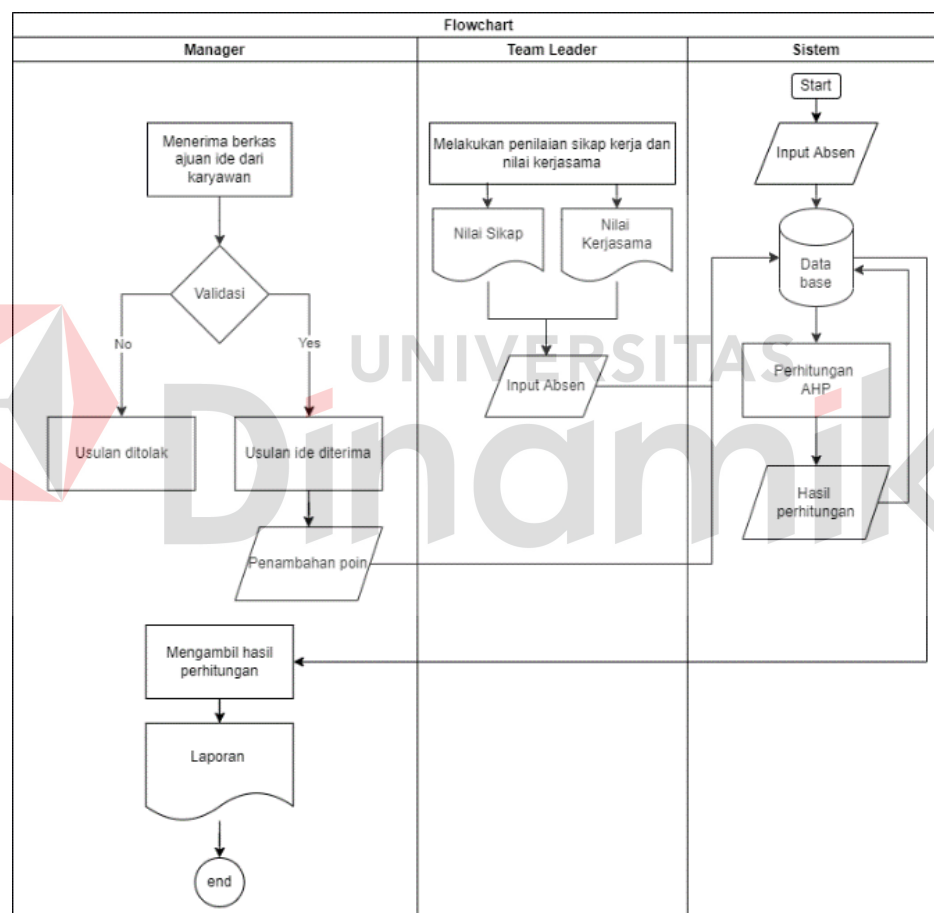 Flowchart
Manager
Team Leader
Sistem
Menerima berkas
ajuan ide dari
karyawan
Validasi
No
Yes
Usulan ditolak
Usulan ide diterima
Penambahan poin
Mengambil hasil
perhitungan
Laporan
end
Melakukan penilaian sikap kerja dan
nilai kerjasama
Nilai Sikap
Nilai
Kerjasama
Input Absen
Start
Input Absen
Data
base
Perhitungan
AHP
Hasil
perhitungan
UNIVERSITAS
Dinamik